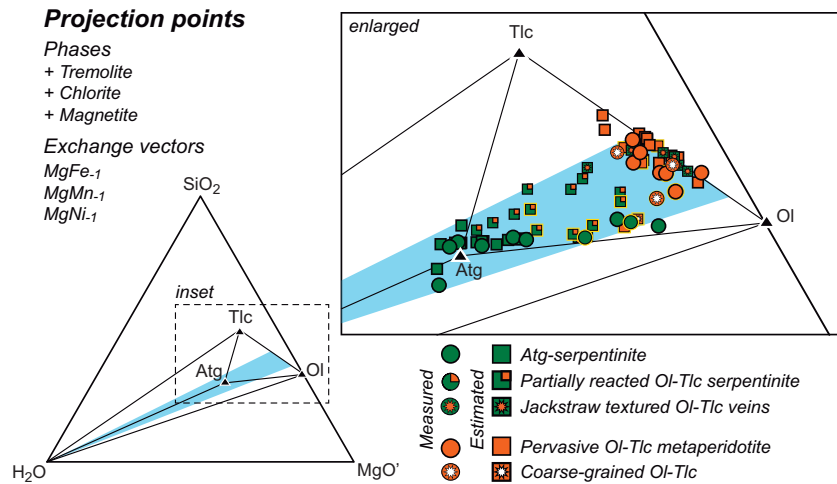 Projection points
Phases
+ Tremolite
+ Chlorite
+ Magnetite
Exchange vectors
MgFe₋₁
MgMn₋₁
MgNi₋₁
SiO₂
inset
Tlc
Atg
Ol
H₂O
MgO'
enlarged
Tlc
Ol
Atg
Measured
Estimated
Atg-serpentinite
Partially reacted Ol-Tlc serpentinite
Jackstraw textured Ol-Tlc veins
Pervasive Ol-Tlc metaperidotite
Coarse-grained Ol-Tlc